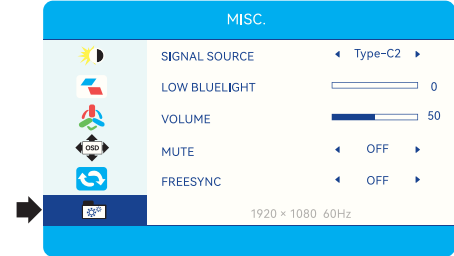 MISC.
SIGNAL SOURCE Type-C2
LOW BLUELIGHT 0
VOLUME 50
OSD
MUTE OFF
FREESYNC OFF
1920 × 1080 60Hz